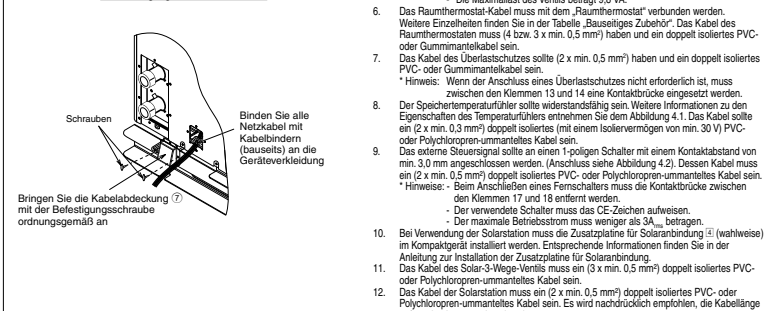 Schrauben
Binden Sie alle
Netzkabel mit
Kabelbindern
(bauseits) an die
Geräteverkleidung
Bringen Sie die Kabelabdeckung ⑦
mit der Befestigungsschraube
ordnungsgemäß an
- Die Maximallast des Ventils beträgt 9,8 VA.
6. Das Raumthermostat-Kabel muss mit dem „Raumthermostat“ verbunden werden.
Weitere Einzelheiten finden Sie in der Tabelle „Bauseitiges Zubehör“. Das Kabel des
Raumthermostaten muss (4 bzw. 3 x min. 0,5 mm²) haben und ein doppelt isoliertes PVC-
oder Gummimantelkabel sein.
7. Das Kabel des Überlastschutzes sollte (2 x min. 0,5 mm²) haben und ein doppelt isoliertes
PVC- oder Gummimantelkabel sein.
* Hinweis: Wenn der Anschluss eines Überlastschutzes nicht erforderlich ist, muss
zwischen den Klemmen 13 und 14 eine Kontaktbrücke eingesetzt werden.
8. Der Speichertemperaturfühler sollte widerstandsfähig sein. Weitere Informationen zu den
Eigenschaften des Temperaturfühlers entnehmen Sie dem Abbildung 4.1. Das Kabel sollte
ein (2 x min. 0,3 mm²) doppelt isoliertes (mit einem Isoliervermögen von min. 30 V) PVC-
oder Polychloropren-ummanteltes Kabel sein.
9. Das externe Steuersignal sollte an einen 1-poligen Schalter mit einem Kontaktabstand von
min. 3,0 mm angeschlossen werden. (Anschluss siehe Abbildung 4.2). Dessen Kabel muss
ein (2 x min. 0,5 mm²) doppelt isoliertes PVC- oder Polychloropren-ummanteltes Kabel sein.
* Hinweise: - Beim Anschließen eines Fernschalters muss die Kontaktbrücke zwischen
den Klemmen 17 und 18 entfernt werden.
- Der verwendete Schalter muss das CE-Zeichen aufweisen.
- Der maximale Betriebsstrom muss weniger als 3Arms betragen.
10. Bei Verwendung der Solarstation muss die Zusatzplatine für Solaranbindung 4 (wahlweise)
im Kompaktgerät installiert werden. Entsprechende Informationen finden Sie in der
Anleitung zur Installation der Zusatzplatine für Solaranbindung.
11. Das Kabel des Solar-3-Wege-Ventils muss ein (3 x min. 0,5 mm²) doppelt isoliertes PVC-
oder Polychloropren-ummanteltes Kabel sein.
12. Das Kabel der Solarstation muss ein (2 x min. 0,5 mm²) doppelt isoliertes PVC- oder
Polychloropren-ummanteltes Kabel sein. Es wird nachdrücklich empfohlen, die Kabellänge